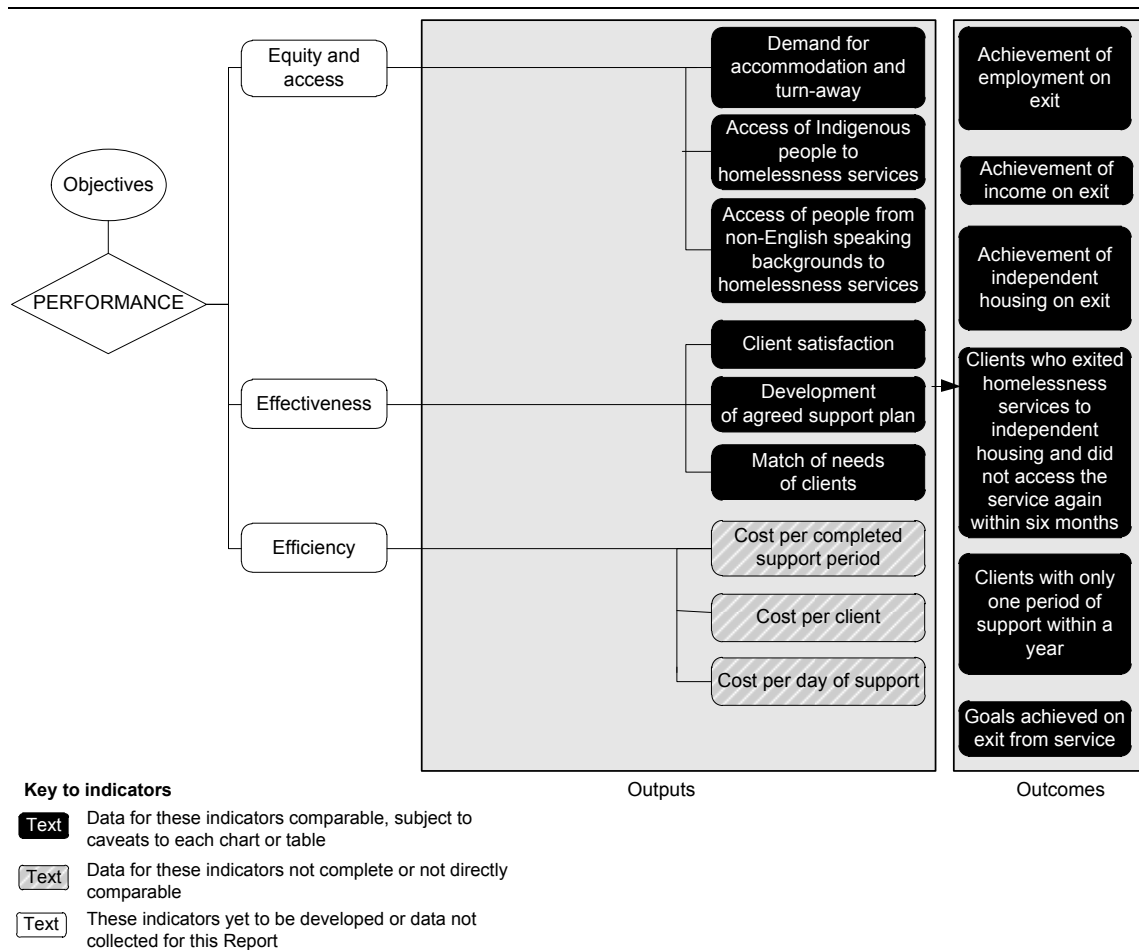 Objectives
PERFORMANCE
Equity and
access
Demand for
accommodation and
turn-away
Access of Indigenous
people to
homelessness services
Access of people from
non-English speaking
backgrounds to
homelessness services
Effectiveness
Client satisfaction
Development
of agreed support plan
Match of needs
of clients
Efficiency
Cost per completed
support period
Cost per client
Cost per day of support
Outputs
Achievement of
employment on
exit
Achievement of
income on exit
Achievement of
independent
housing on exit
Clients who exited
homelessness
services to
independent
housing and did
not access the
service again
within six months
Clients with only
one period of
support within a
year
Goals achieved on
exit from service
Outcomes
Key to indicators
Text
Data for these indicators comparable, subject to
caveats to each chart or table
Text
Data for these indicators not complete or not directly
comparable
Text
These indicators yet to be developed or data not
collected for this Report